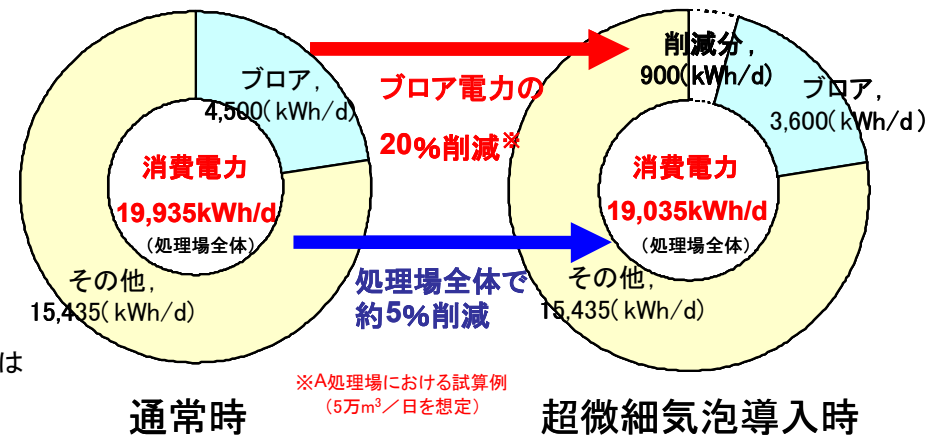 ブロア,
4,500(kWh/d)
消費電力
19,935kWh/d
(処理場全体)
その他,
15,435(kWh/d)
は
通常時
ブロア電力の
20%削減※
処理場全体で
約5%削減
※A処理場における試算例
(5万m³/日を想定)
削減分,
900(kWh/d)
ブロア,
3,600(kWh/d)
消費電力
19,035kWh/d
(処理場全体)
その他,
15,435(kWh/d)
超微細気泡導入時